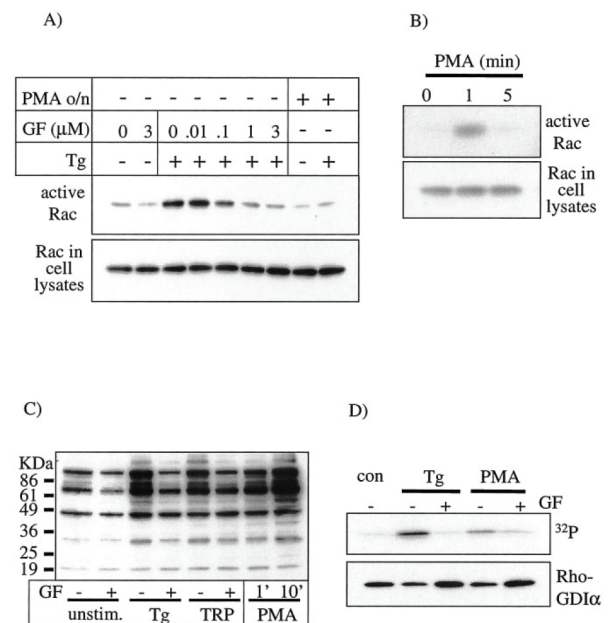 A)
PMA o/n - - - - - - - + +
GF (μM) 0 3 0 .01 .1 1 3 - -
Tg - - + + + + + - +
active
Rac
Rac in
cell
lysates
B)
PMA (min)
0 1 5
active
Rac
Rac in
cell
lysates
C)
KDa
86
61
49
36
25
19
GF - + - + - + 1' 10'
unstim. Tg TRP PMA
D)
con Tg PMA
- - + - + GF
32P
Rho-
GDIα